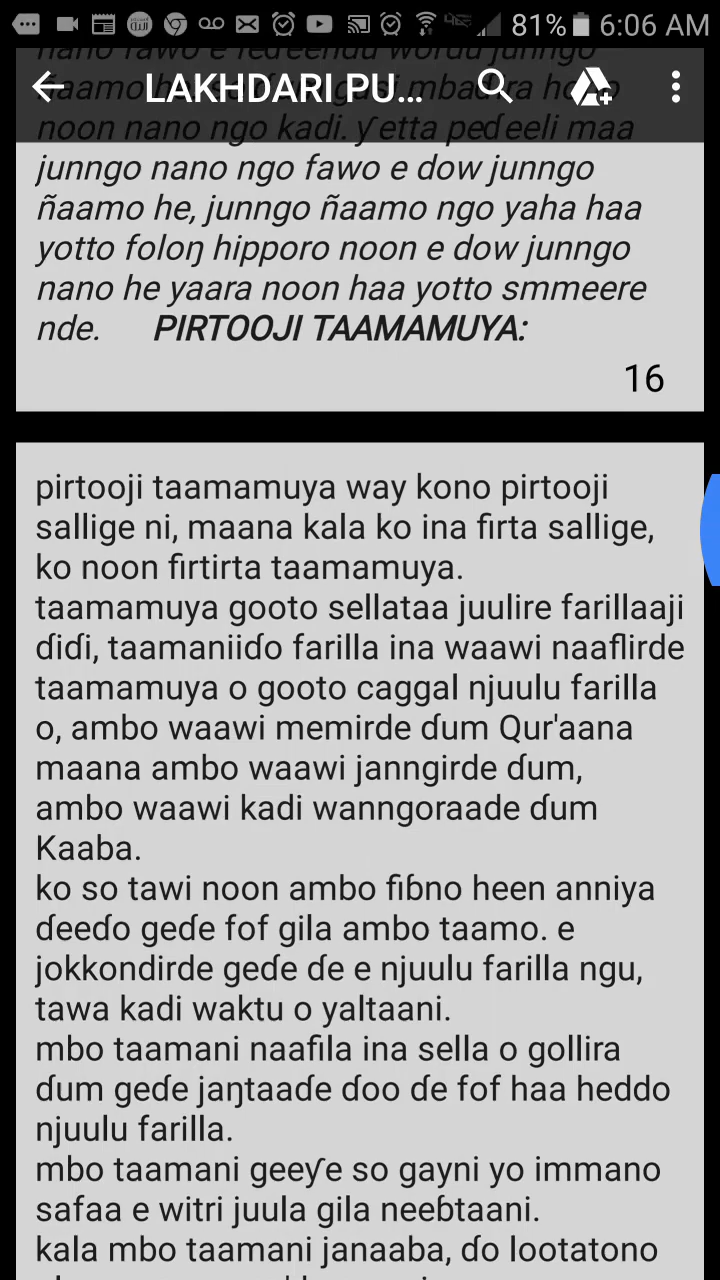 81% 6:06 AM
nano fawo e
LAKHDARI PU...
noon nano ngo kadi. ƴetta peɗeeli maa
junngo nano ngo fawo e dow junngo
ñaamo he, junngo ñaamo ngo yaha haa
yotto foloŋ hipporo noon e dow junngo
nano he yaara noon haa yotto smmeere
nde. PIRTOOJI TAAMAMUYA:
16
pirtooji taamamuya way kono pirtooji
sallige ni, maana kala ko ina firta sallige,
ko noon firtirta taamamuya.
taamamuya gooto sellataa juulire farillaaji
ɗiɗi, taamaniiɗo farilla ina waawi naaflirde
taamamuya o gooto caggal njuulu farilla
o, ambo waawi memirde ɗum Qur'aana
maana ambo waawi janngirde ɗum,
ambo waawi kadi wanngoraade ɗum
Kaaba.
ko so tawi noon ambo fiɓno heen anniya
ɗeeɗo geɗe fof gila ambo taamo. e
jokkondirde geɗe ɗe e njuulu farilla ngu,
tawa kadi waktu o yaltaani.
mbo taamani naafila ina sella o gollira
ɗum geɗe jaŋtaaɗe ɗoo ɗe fof haa heddo
njuulu farilla.
mbo taamani geeƴe so gayni yo immano
safaa e witri juula gila neeɓtaani.
kala mbo taamani janaaba, ɗo lootatono